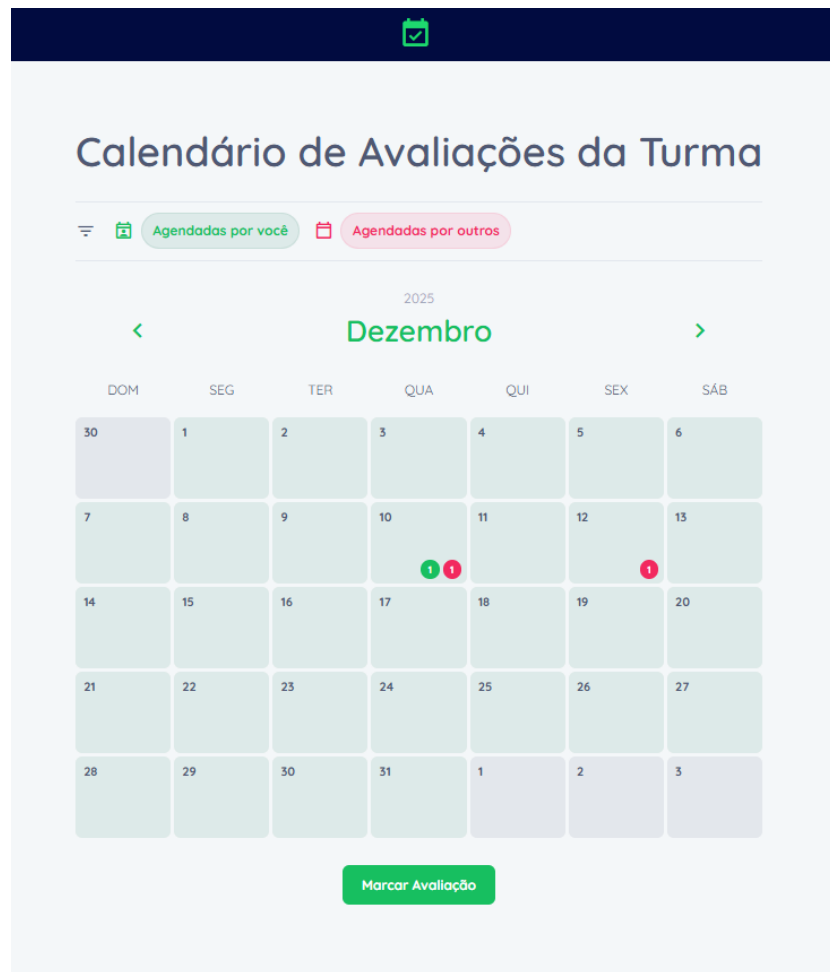 Calendário de Avaliações da Turma
Agendadas por você Agendadas por outros
2025
Dezembro
DOM SEG TER QUA QUI SEX SÁB
30 1 2 3 4 5 6
7 8 9 10 11 12 13
1 1 1
14 15 16 17 18 19 20
21 22 23 24 25 26 27
28 29 30 31 1 2 3
Marcar Avaliação